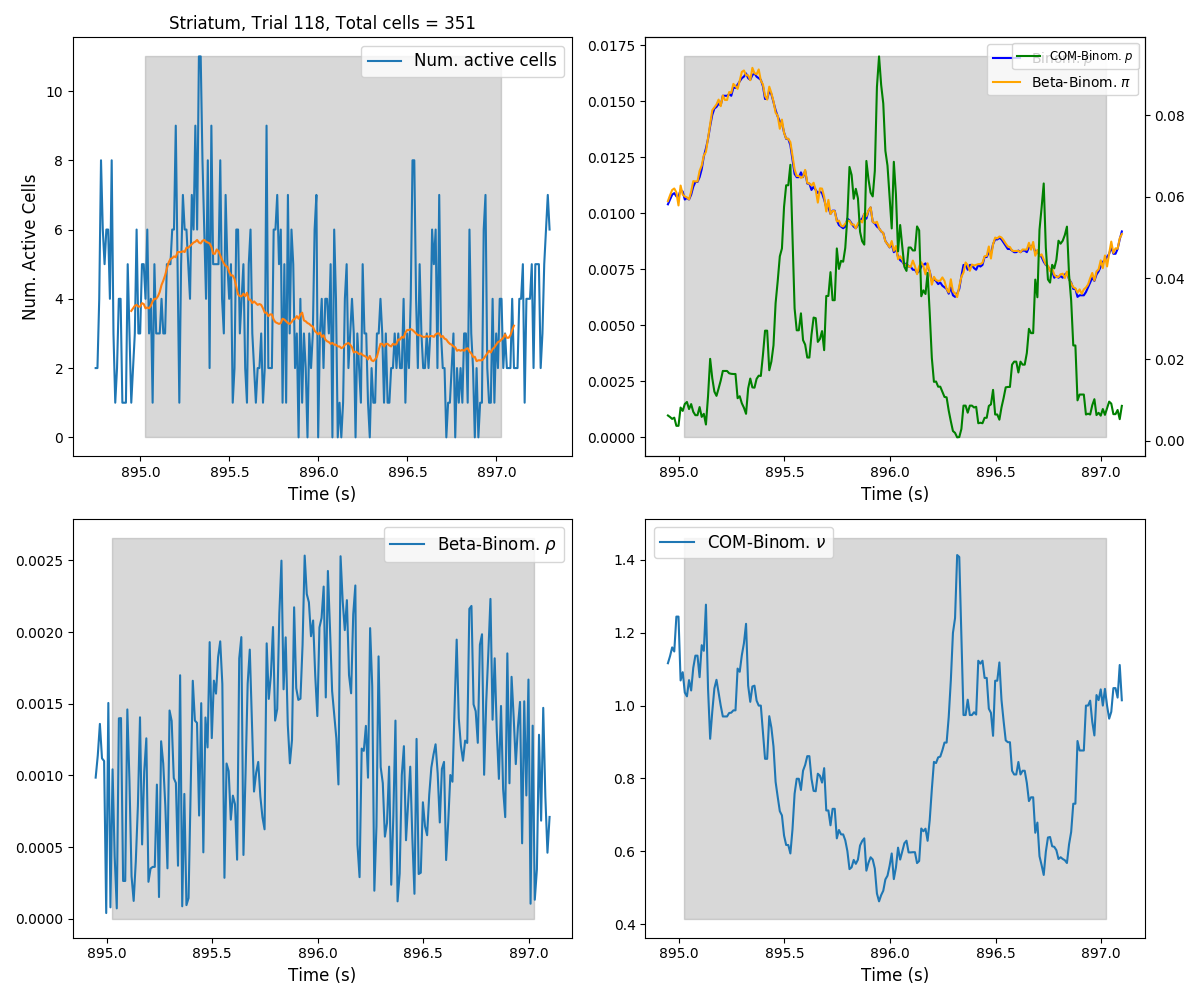 Striatum, Trial 118, Total cells = 351
Num. active cells
Num. Active Cells
10
8
6
4
2
0
895.0 895.5 896.0 896.5 897.0
Time (s)
COM-Binom. p
Beta-Binom. π
0.0175
0.0150
0.0125
0.0100
0.0075
0.0050
0.0025
0.0000
0.08
0.06
0.04
0.02
0.00
895.0 895.5 896.0 896.5 897.0
Time (s)
Beta-Binom. ρ
0.0025
0.0020
0.0015
0.0010
0.0005
0.0000
895.0 895.5 896.0 896.5 897.0
Time (s)
COM-Binom. ν
1.4
1.2
1.0
0.8
0.6
0.4
895.0 895.5 896.0 896.5 897.0
Time (s)